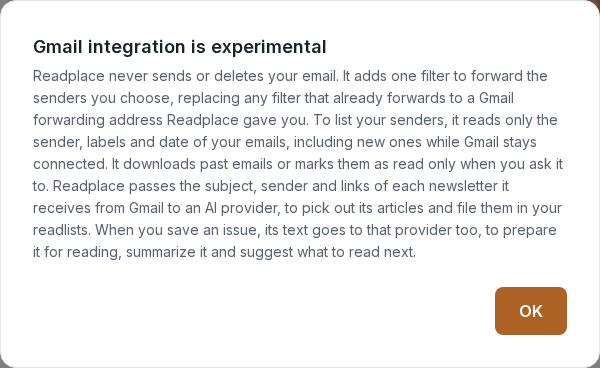 Gmail integration is experimental
Readplace never sends or deletes your email. It adds one filter to forward the
senders you choose, replacing any filter that already forwards to a Gmail
forwarding address Readplace gave you. To list your senders, it reads only the
sender, labels and date of your emails, including new ones while Gmail stays
connected. It downloads past emails or marks them as read only when you ask it
to. Readplace passes the subject, sender and links of each newsletter it
receives from Gmail to an AI provider, to pick out its articles and file them in your
readlists. When you save an issue, its text goes to that provider too, to prepare
it for reading, summarize it and suggest what to read next.
OK